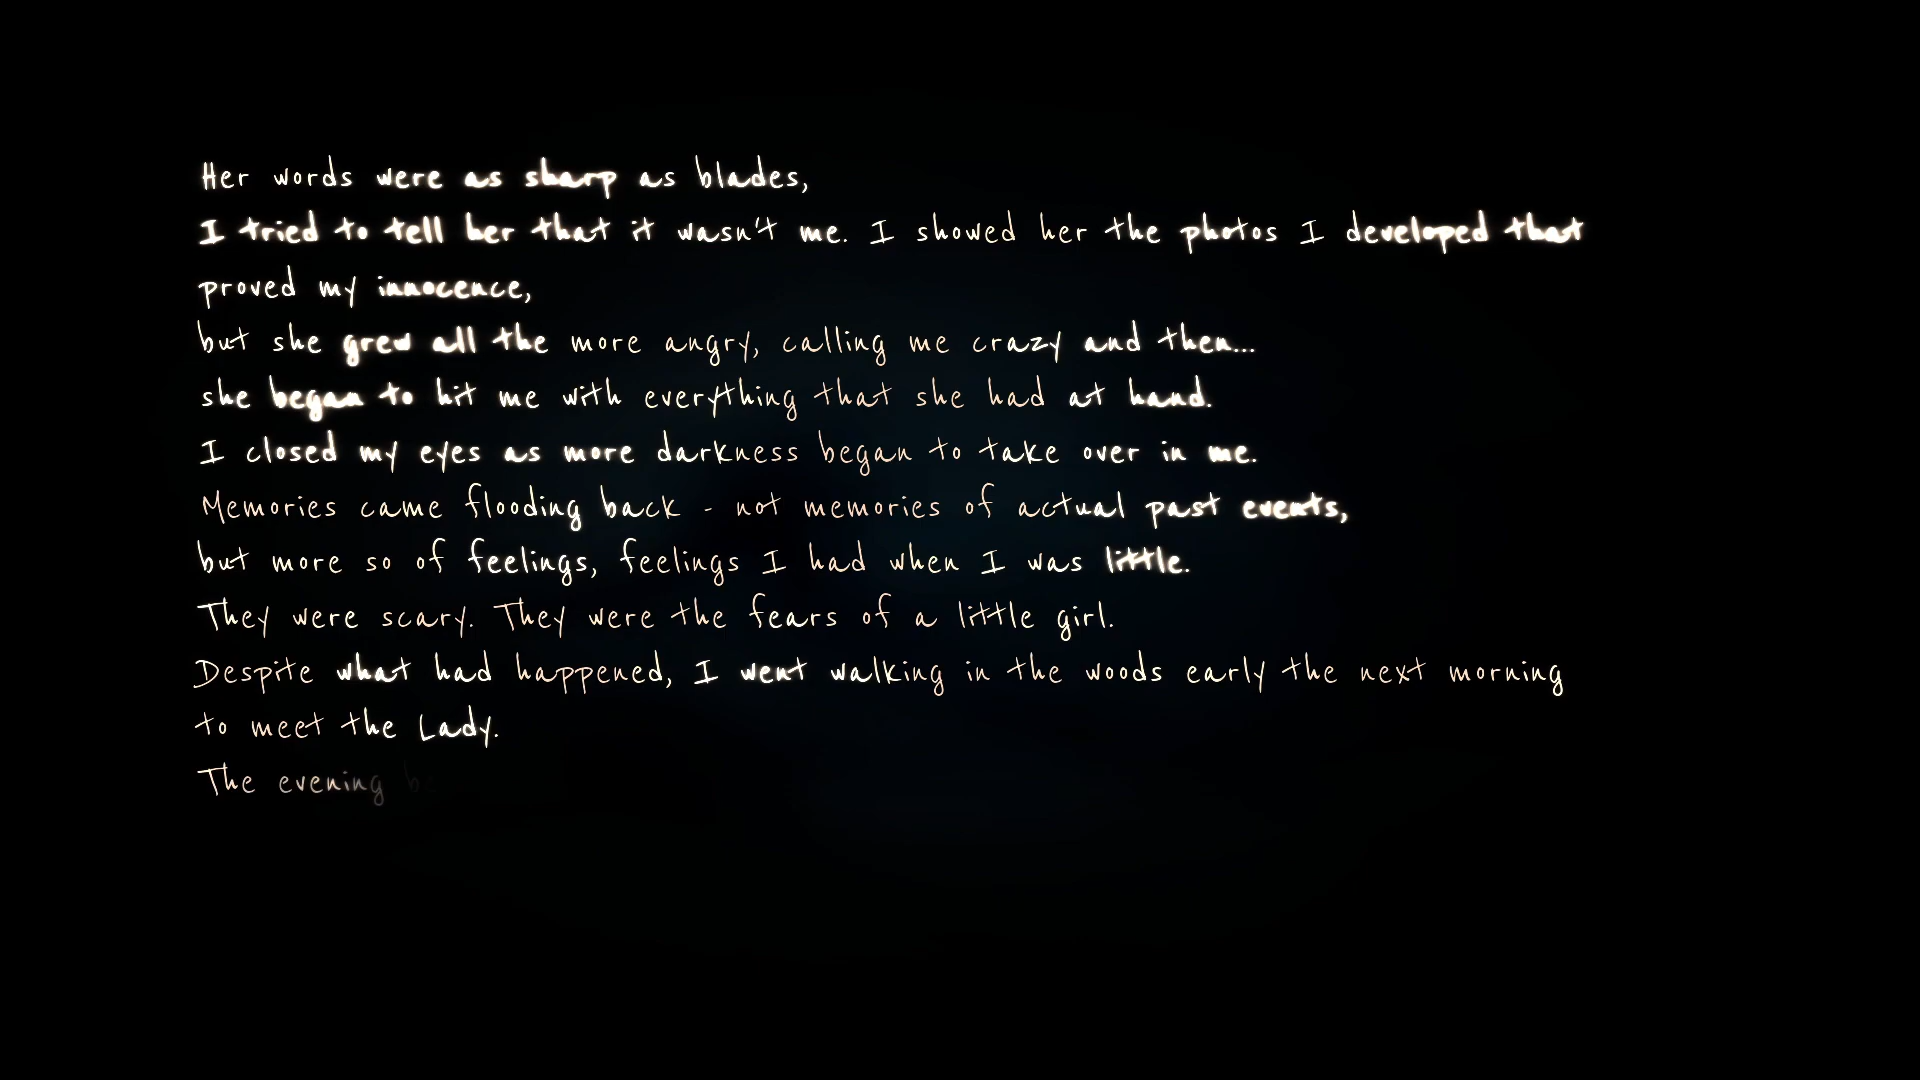 Her words were as sharp as blades,
I tried to tell her that it wasn't me. I showed her the photos I developed that
proved my innocence,
but she grew all the more angry, calling me crazy and then...
she began to hit me with everything that she had at hand.
I closed my eyes as more darkness began to take over in me.
Memories came flooding back - not memories of actual past events,
but more so of feelings, feelings I had when I was little.
They were scary. They were the fears of a little girl.
Despite what had happened, I went walking in the woods early the next morning
to meet the Lady.
The evening